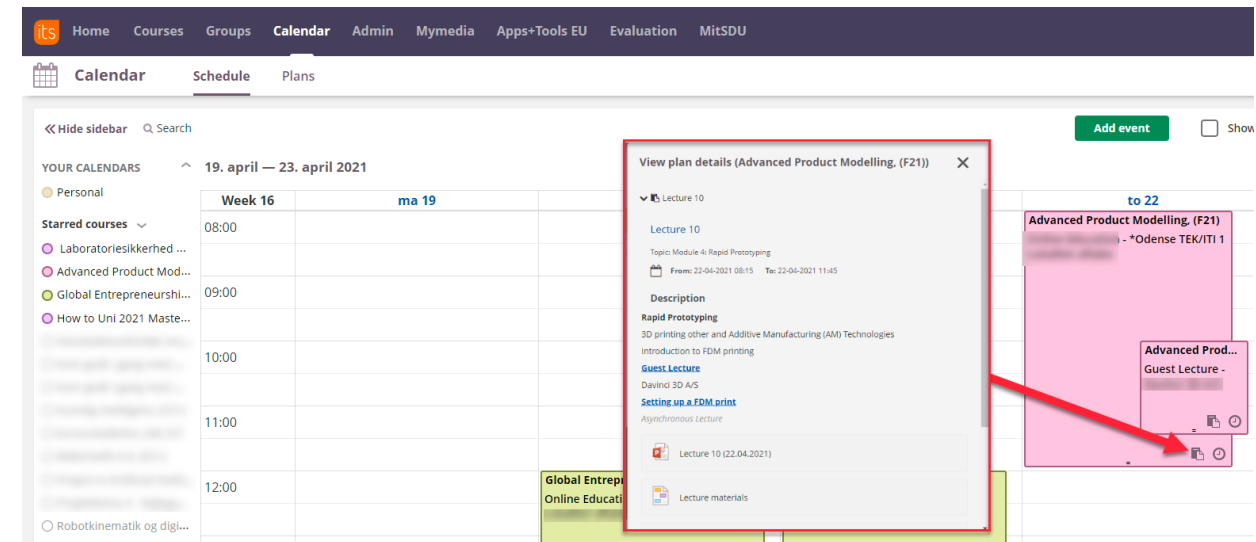 its Home Courses Groups Calendar Admin Mymedia Apps+Tools EU Evaluation MitSDU
Calendar Schedule Plans
Hide sidebar Search
Add event
Show
YOUR CALENDARS
Personal
Starred courses
Laboratoriesikkerhed ...
Advanced Product Mod...
Global Entrepreneurshi...
How to Uni 2021 Maste...
Robotkinematik og digi...
19. april — 23. april 2021
Week 16 ma 19 to 22
08:00
09:00
10:00
11:00
12:00
Global Entrep
Online Educati
View plan details (Advanced Product Modelling, (F21))
Lecture 10
Lecture 10
Topic: Module 4: Rapid Prototyping
From: 22-04-2021 08:15 To: 22-04-2021 11:45
Description
Rapid Prototyping
3D printing other and Additive Manufacturing (AM) Technologies
Introduction to FDM printing
Guest Lecture
Davinci 3D A/S
Setting up a FDM print
Asynchronous Lecture
Lecture 10 (22.04.2021)
Lecture materials
Advanced Product Modelling, (F21)
- *Odense TEK/ITI 1
Advanced Prod...
Guest Lecture -